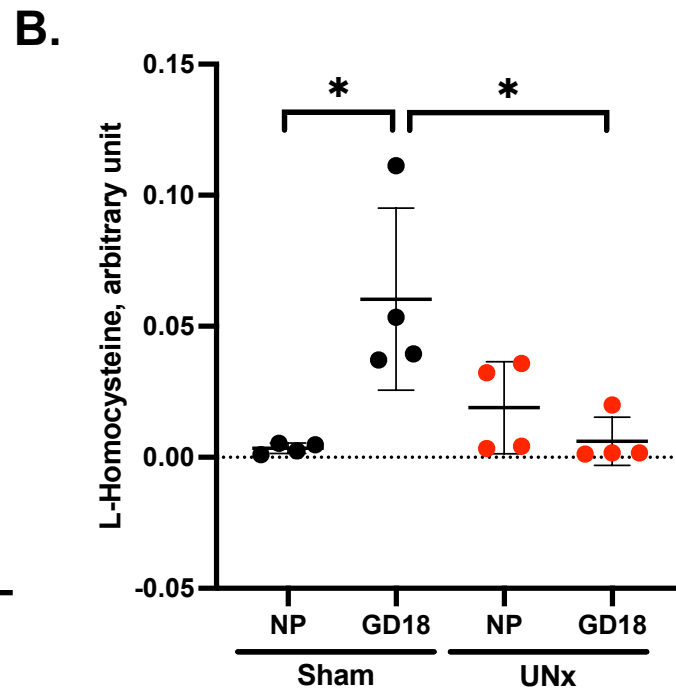 B.
0.15
* *
0.10
0.05
0.00
-0.05
L-Homocysteine, arbitrary unit
NP GD18 NP GD18
Sham UNx